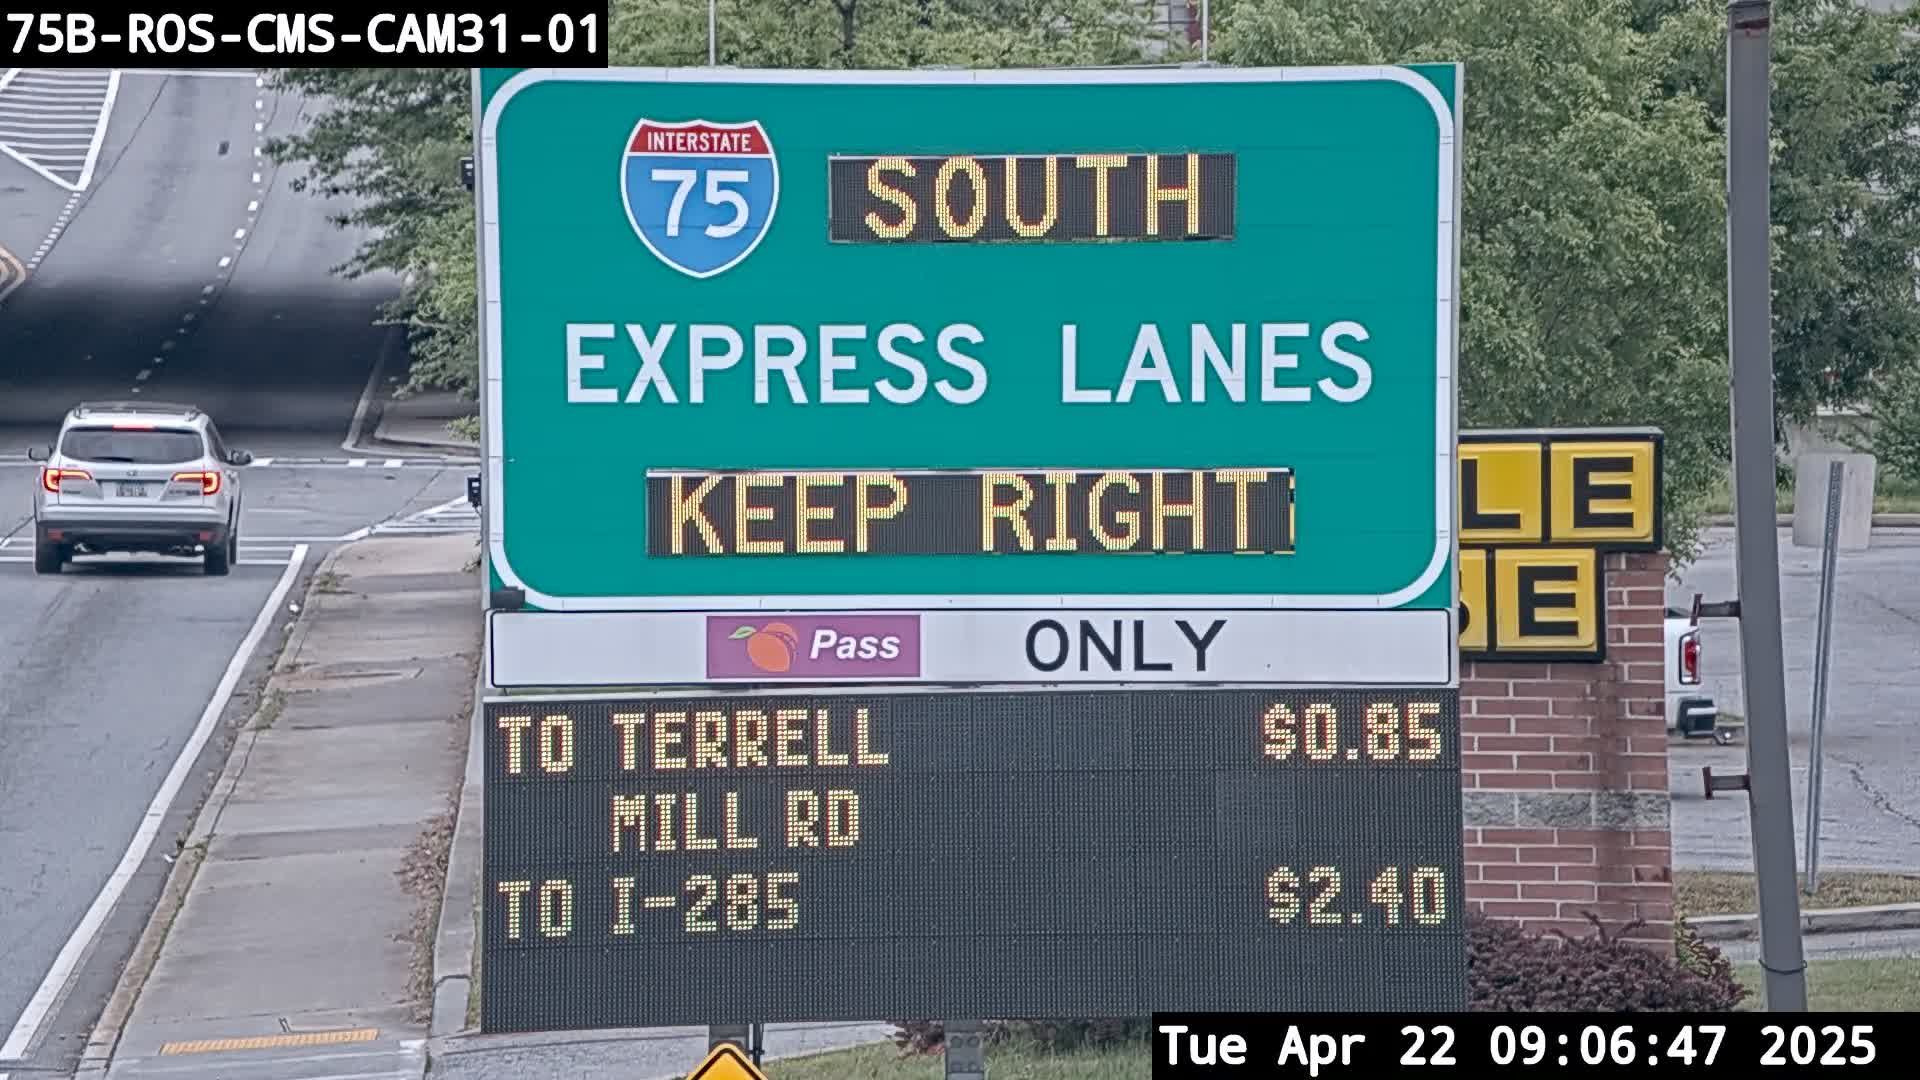 75B-ROS-CMS-CAM31-01
INTERSTATE
75
SOUTH
EXPRESS LANES
KEEP RIGHT
Pass ONLY
TO TERRELL $0.85
MILL RD
TO I-285 $2.40
LE
E
Tue Apr 22 09:06:47 2025